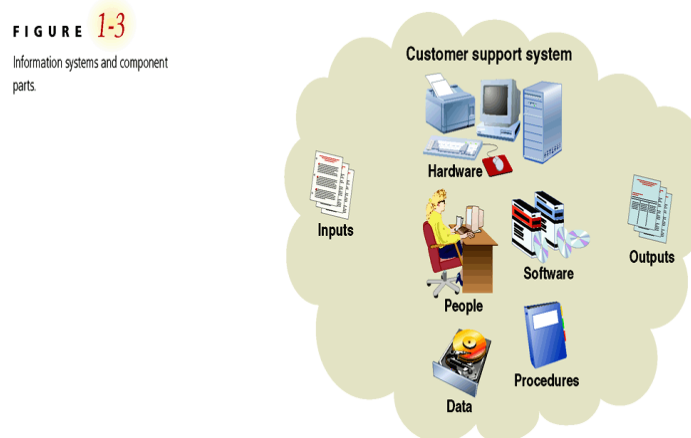 FIGURE 1-3
Information systems and component
parts.
Customer support system
Hardware
Inputs
Software
Outputs
People
Procedures
Data